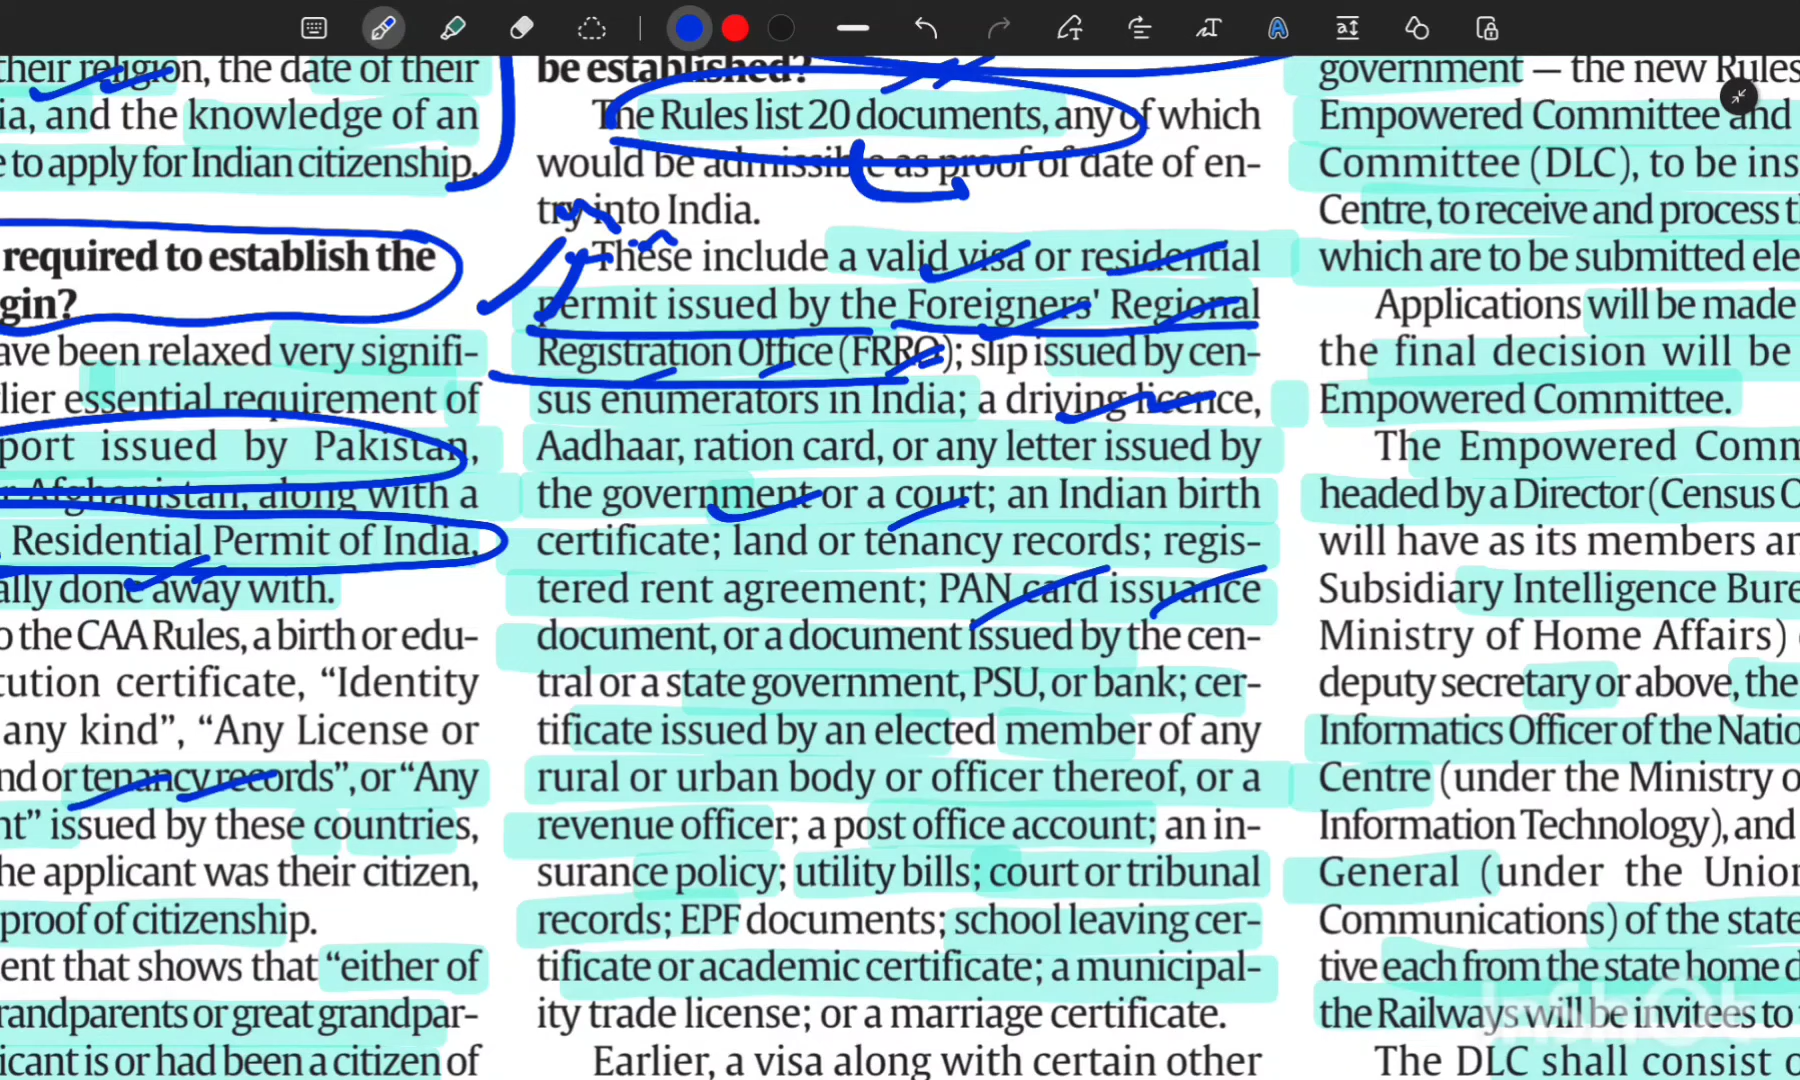 their religion, the date of their
ia, and the knowledge of an
e to apply for Indian citizenship.
required to establish the
gin?
ave been relaxed very signifi-
lier essential requirement of
port issued by Pakistan,
r Afghanistan, along with a
Residential Permit of India,
ally done away with.
o the CAA Rules, a birth or edu-
tution certificate, “Identity
any kind”, “Any License or
nd or tenancy records”, or “Any
nt” issued by these countries,
he applicant was their citizen,
proof of citizenship.
ent that shows that “either of
randparents or great grandpar-
icant is or had been a citizen of
be established?
The Rules list 20 documents, any of which
would be admissible as proof of date of en-
try into India.
These include a valid visa or residential
permit issued by the Foreigners' Regional
Registration Office (FRRO); slip issued by cen-
sus enumerators in India; a driving licence,
Aadhaar, ration card, or any letter issued by
the government or a court; an Indian birth
certificate; land or tenancy records; regis-
tered rent agreement; PAN card issuance
document, or a document issued by the cen-
tral or a state government, PSU, or bank; cer-
tificate issued by an elected member of any
rural or urban body or officer thereof, or a
revenue officer; a post office account; an in-
surance policy; utility bills; court or tribunal
records; EPF documents; school leaving cer-
tificate or academic certificate; a municipal-
ity trade license; or a marriage certificate.
Earlier, a visa along with certain other
government — the new Rules
Empowered Committee and
Committee (DLC), to be ins
Centre, to receive and process t
which are to be submitted ele
Applications will be made
the final decision will be
Empowered Committee.
The Empowered Comm
headed by a Director (Census O
will have as its members an
Subsidiary Intelligence Bure
Ministry of Home Affairs)
deputy secretary or above, the
Informatics Officer of the Natio
Centre (under the Ministry o
Information Technology), and
General (under the Union
Communications) of the state
tive each from the state home d
the Railways will be invitees to
The DLC shall consist o